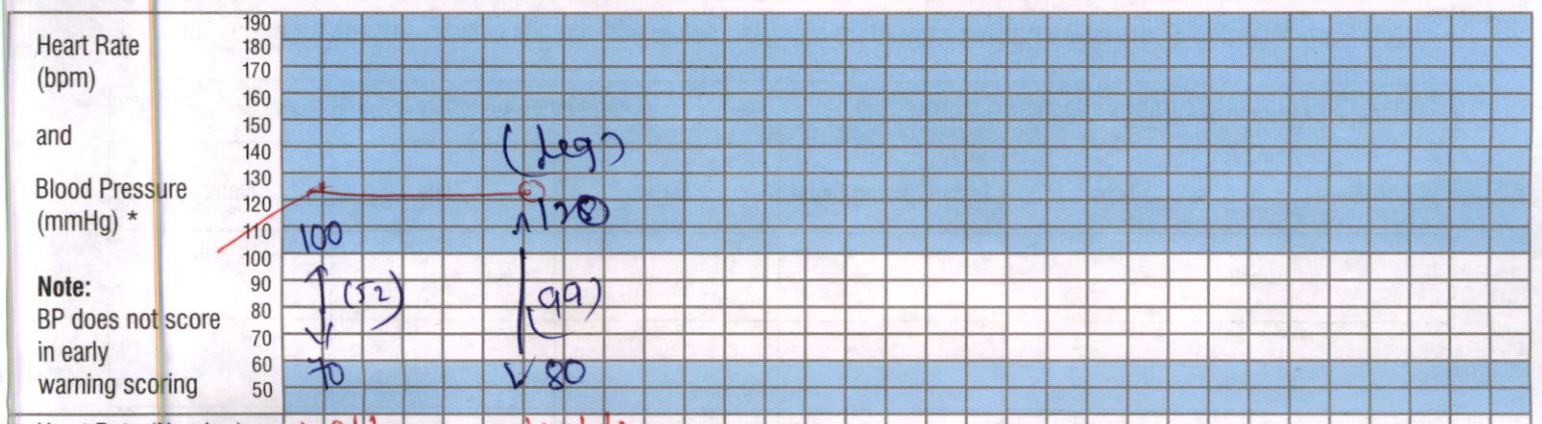 190
Heart Rate 180
(bpm) 170
160
150
and 140
(leg)
130
Blood Pressure 120
(mmHg) * 110
100 100
90
Note: (52) (99)
BP does not score 80
in early 70
60
warning scoring 50
70 80